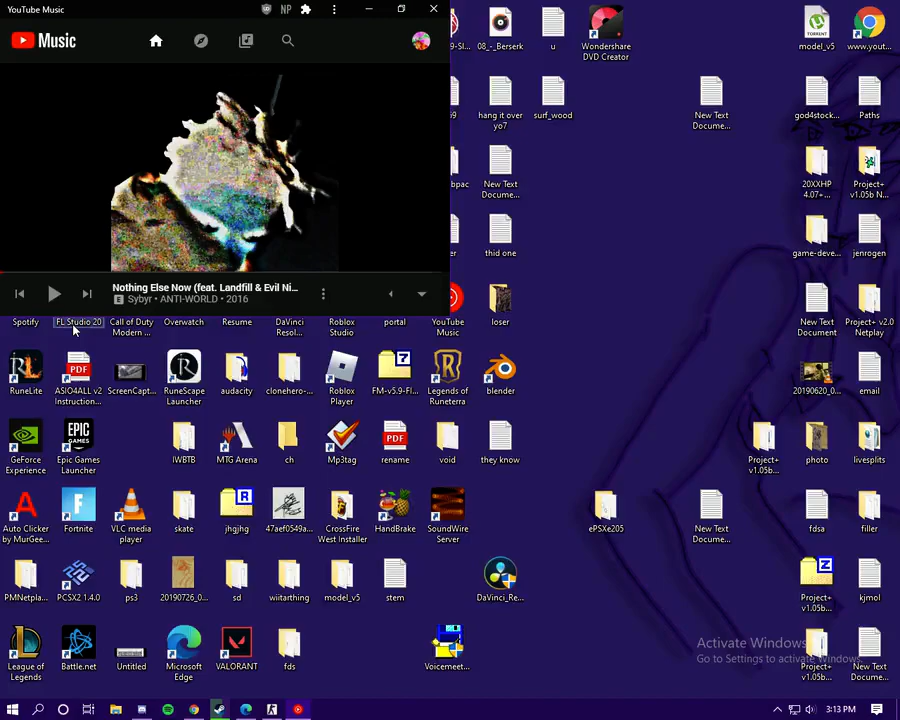 YouTube Music
NP
Music
08_-_Berserk
u
Wondershare
DVD Creator
model_v5
www.yout...
hang it over
yo7
surf_wood
New Text
Docume...
god4stock...
Paths
New Text
Docume...
20XXHP
4.07+...
Project+
v1.05b N...
thid one
game-deve...
jenrogen
Nothing Else Now (feat. Landfill & Evil Ni...
E Sybyr • ANTI-WORLD • 2016
Spotify
FL Studio 20
Call of Duty
Modern ...
Overwatch
Resume
DaVinci
Resol...
Roblox
Studio
portal
YouTube
Music
loser
New Text
Document
Project+ v2.0
Netplay
RuneLite
ASIO4ALL v2
Instruction...
ScreenCapt...
RuneScape
Launcher
audacity
clonehero-...
Roblox
Player
FM-v5.9-Fl...
Legends of
Runeterra
blender
20190620_0...
email
GeForce
Experience
Epic Games
Launcher
IWBTB
MTG Arena
ch
Mp3tag
rename
void
they know
Project+
v1.05b...
photo
livesplits
Auto Clicker
by MurGee...
Fortnite
VLC media
player
skate
jhgjhg
47aef0549a...
CrossFire
West Installer
HandBrake
SoundWire
Server
ePSXe205
New Text
Docume...
fdsa
filler
PMNetpla...
PCSX2 1.4.0
ps3
20190726_0...
sd
wiitarthing
model_v5
stem
DaVinci_Re...
Project+
v1.05b...
kjmol
League of
Legends
Battle.net
Untitled
Microsoft
Edge
VALORANT
fds
Voicemeet...
Project+
v1.05b...
New Text
Docume...
Activate Windows
Go to Settings to activate Windows.
3:13 PM